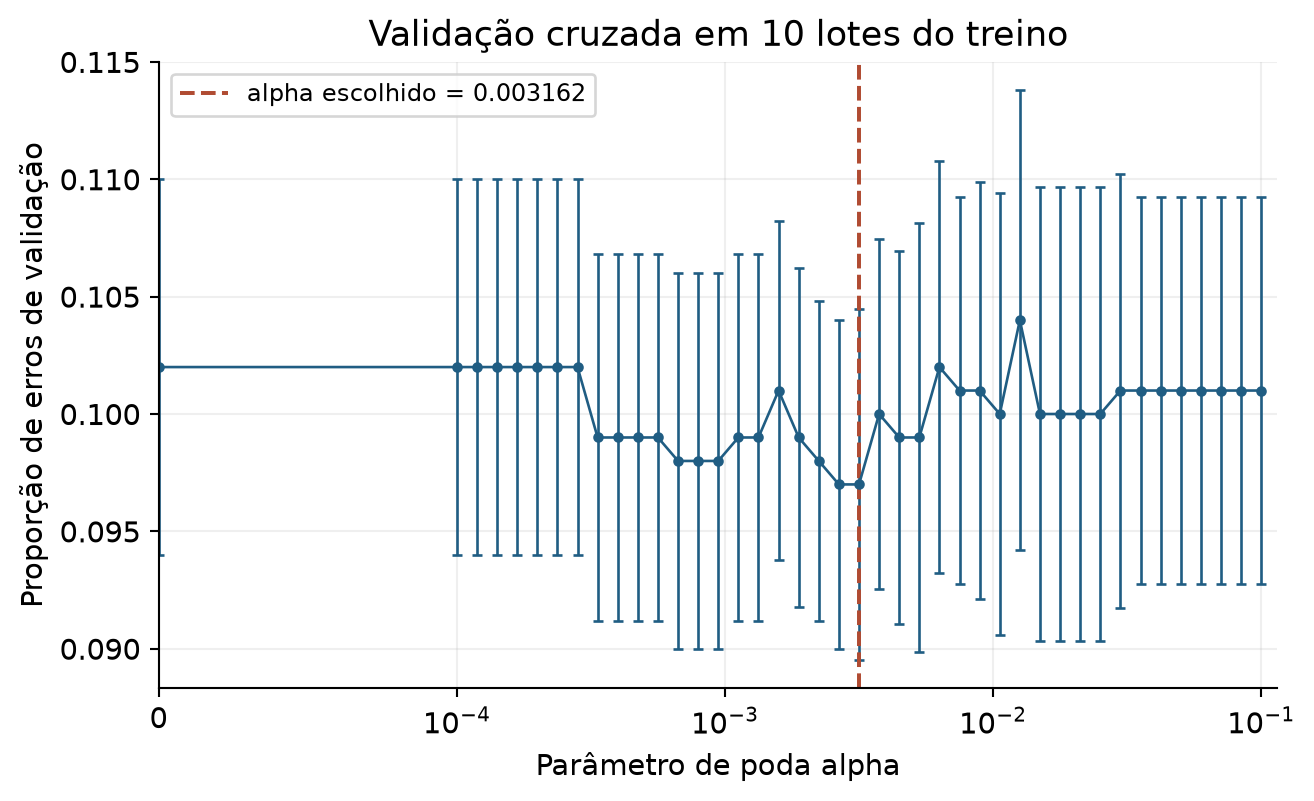 Validação cruzada em 10 lotes do treino
alpha escolhido = 0.003162
Proporção de erros de validação
0.115
0.110
0.105
0.100
0.095
0.090
0 10⁻⁴ 10⁻³ 10⁻² 10⁻¹
Parâmetro de poda alpha